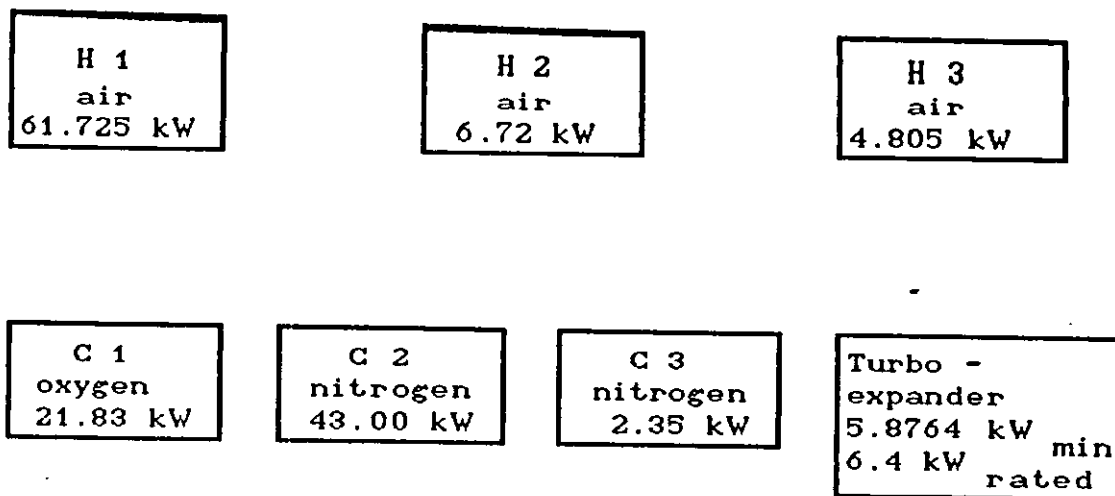 H 1
air
61.725 kW
H 2
air
6.72 kW
H 3
air
4.805 kW
C 1
oxygen
21.83 kW
C 2
nitrogen
43.00 kW
C 3
nitrogen
2.35 kW
Turbo -
expander
5.8764 kW min
6.4 kW rated